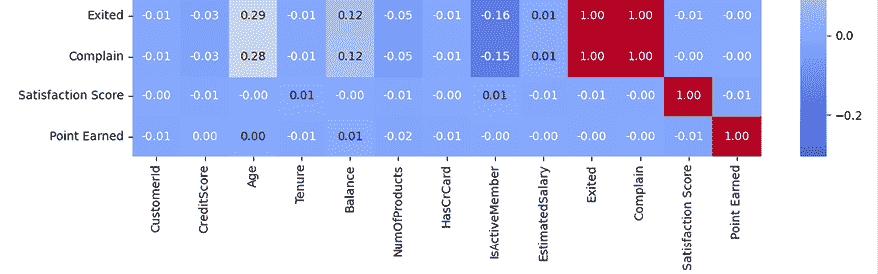 Exited -0.01 -0.03 0.29 -0.01 0.12 -0.05 -0.01 -0.16 0.01 1.00 1.00 -0.01 -0.00 0.0
Complain -0.01 -0.03 0.28 -0.01 0.12 -0.05 -0.01 -0.15 0.01 1.00 1.00 -0.00 -0.00
Satisfaction Score -0.00 -0.01 -0.00 0.01 -0.00 -0.01 -0.00 0.01 -0.01 -0.01 -0.00 1.00 -0.01 -0.2
Point Earned -0.01 0.00 0.00 -0.01 0.01 -0.02 -0.01 -0.00 -0.00 -0.00 -0.00 -0.01 1.00
CustomerId
CreditScore
Age
Tenure
Balance
NumOfProducts
HasCrCard
IsActiveMember
EstimatedSalary
Exited
Complain
Satisfaction Score
Point Earned